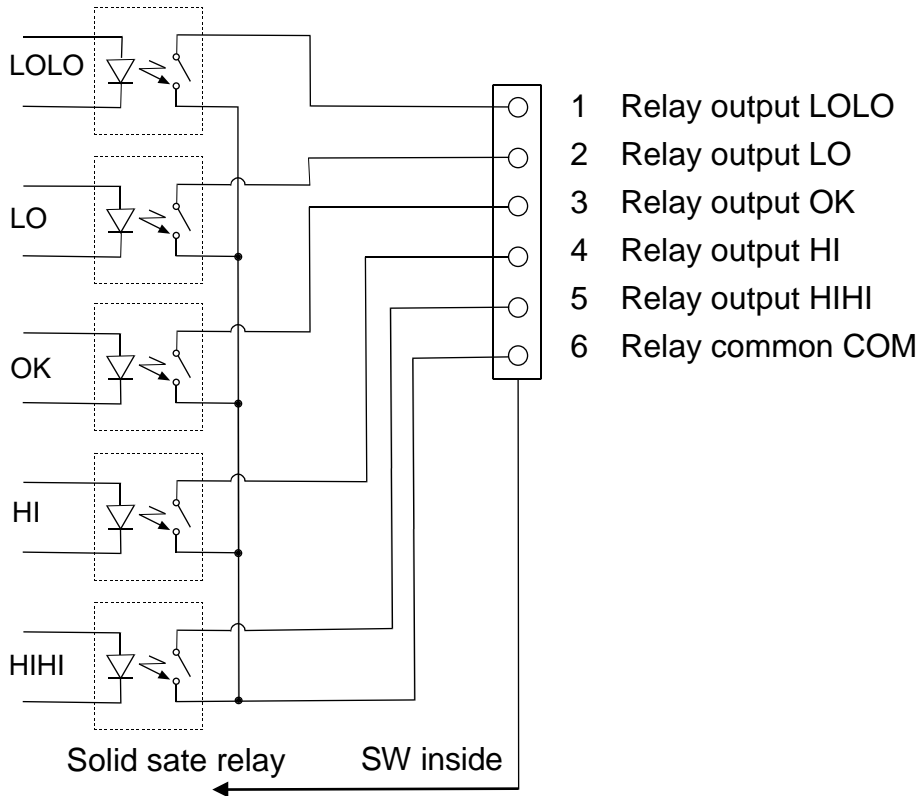 LOLO
LO
OK
HI
HIHI
1 Relay output LOLO
2 Relay output LO
3 Relay output OK
4 Relay output HI
5 Relay output HIHI
6 Relay common COM
Solid sate relay
SW inside